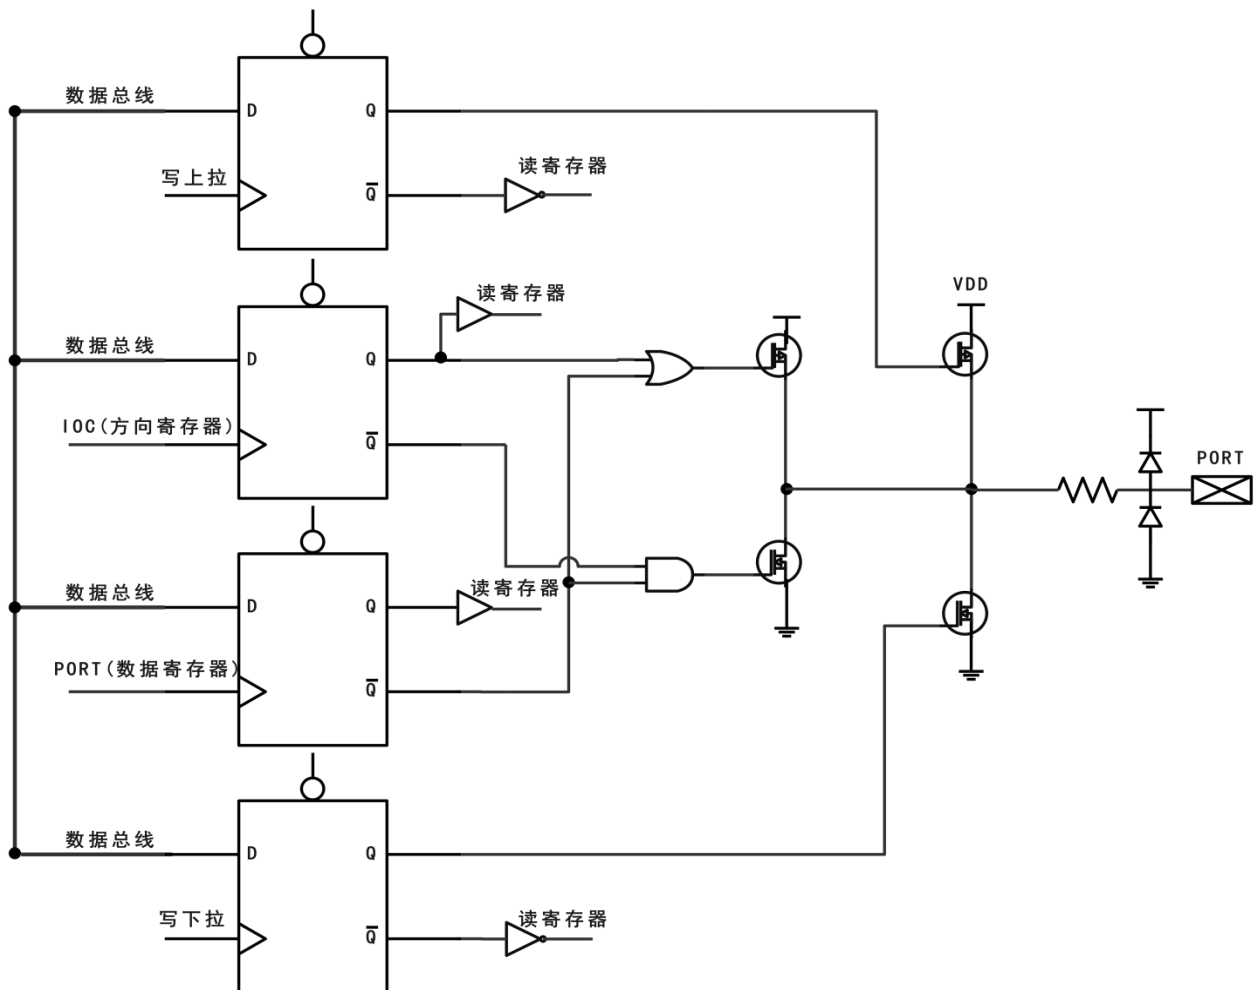 数据总线
D
Q
写上拉
Q
读寄存器
读寄存器
VDD
数据总线
D
Q
IOC(方向寄存器)
Q
PORT
数据总线
D
Q
读寄存器
PORT(数据寄存器)
Q
数据总线
D
Q
写下拉
Q
读寄存器